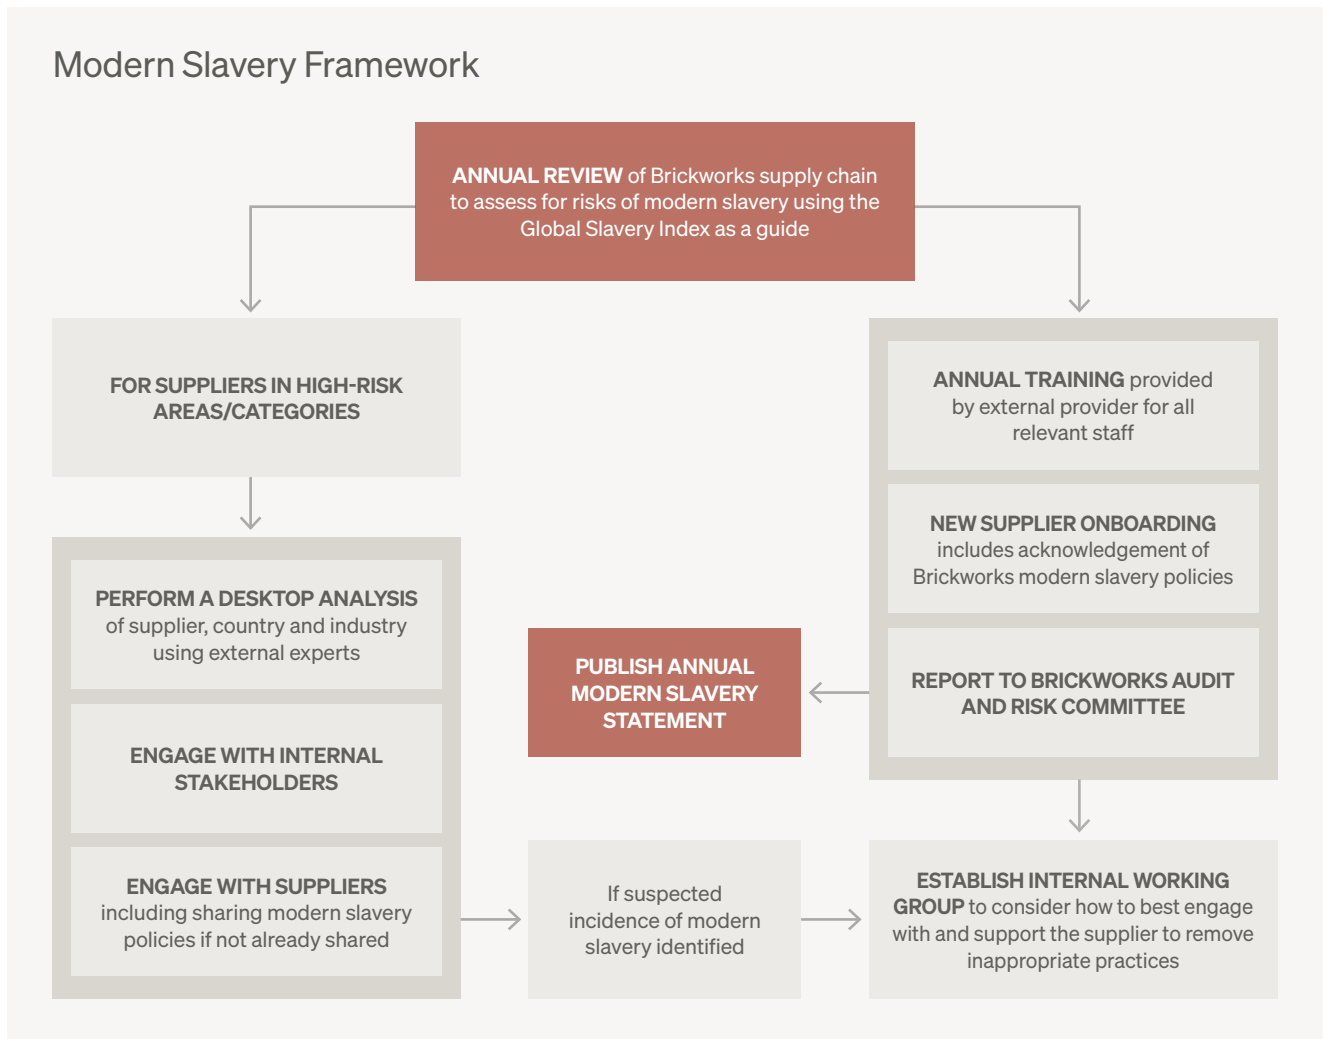 Modern Slavery Framework
ANNUAL REVIEW of Brickworks supply chain
to assess for risks of modern slavery using the
Global Slavery Index as a guide
FOR SUPPLIERS IN HIGH-RISK
AREAS/CATEGORIES
PERFORM A DESKTOP ANALYSIS
of supplier, country and industry
using external experts
ENGAGE WITH INTERNAL
STAKEHOLDERS
ENGAGE WITH SUPPLIERS
including sharing modern slavery
policies if not already shared
If suspected
incidence of modern
slavery identified
ANNUAL TRAINING provided
by external provider for all
relevant staff
NEW SUPPLIER ONBOARDING
includes acknowledgement of
Brickworks modern slavery policies
REPORT TO BRICKWORKS AUDIT
AND RISK COMMITTEE
PUBLISH ANNUAL
MODERN SLAVERY
STATEMENT
ESTABLISH INTERNAL WORKING
GROUP to consider how to best engage
with and support the supplier to remove
inappropriate practices